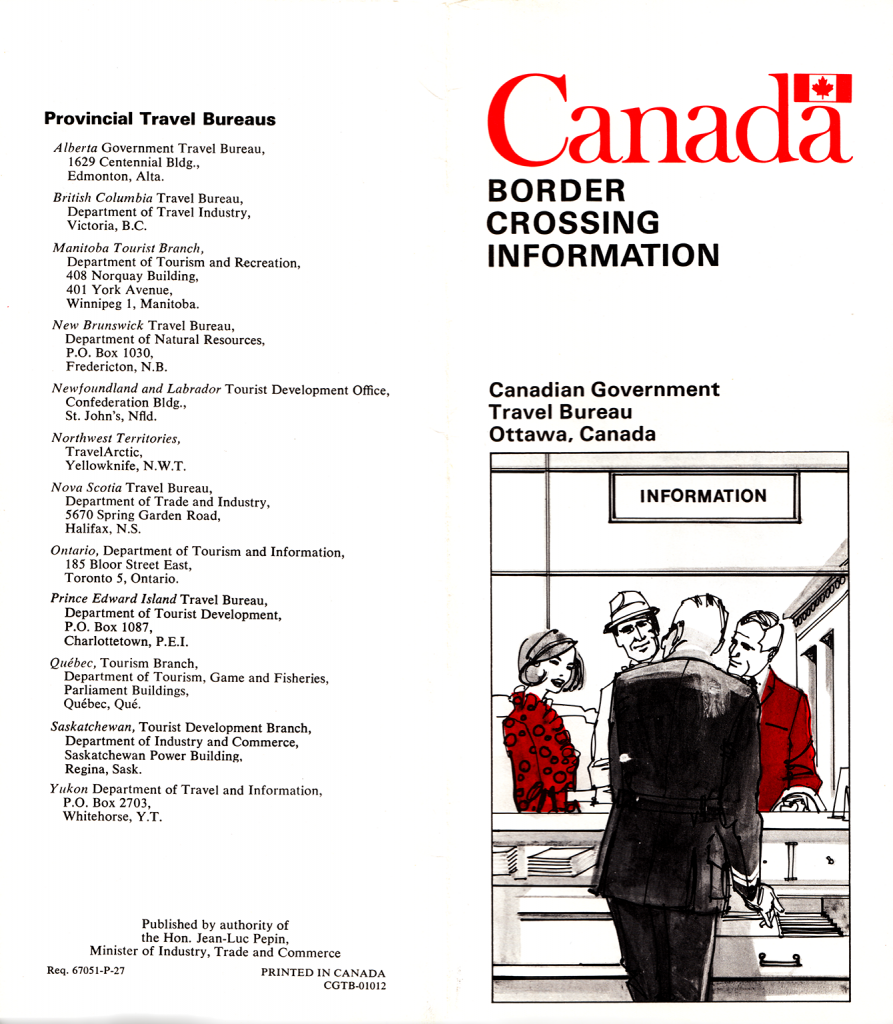 Provincial Travel Bureaus
Alberta Government Travel Bureau,
1629 Centennial Bldg.,
Edmonton, Alta.
British Columbia Travel Bureau,
Department of Travel Industry,
Victoria, B.C.
Manitoba Tourist Branch,
Department of Tourism and Recreation,
408 Norquay Building,
401 York Avenue,
Winnipeg 1, Manitoba.
New Brunswick Travel Bureau,
Department of Natural Resources,
P.O. Box 1030,
Fredericton, N.B.
Newfoundland and Labrador Tourist Development Office,
Confederation Bldg.,
St. John's, Nfld.
Northwest Territories,
TravelArctic,
Yellowknife, N.W.T.
Nova Scotia Travel Bureau,
Department of Trade and Industry,
5670 Spring Garden Road,
Halifax, N.S.
Ontario, Department of Tourism and Information,
185 Bloor Street East,
Toronto 5, Ontario.
Prince Edward Island Travel Bureau,
Department of Tourist Development,
P.O. Box 1087,
Charlottetown, P.E.I.
Québec, Tourism Branch,
Department of Tourism, Game and Fisheries,
Parliament Buildings,
Québec, Qué.
Saskatchewan, Tourist Development Branch,
Department of Industry and Commerce,
Saskatchewan Power Building,
Regina, Sask.
Yukon Department of Travel and Information,
P.O. Box 2703,
Whitehorse, Y.T.
Published by authority of
the Hon. Jean-Luc Pepin,
Minister of Industry, Trade and Commerce
Req. 67051-P-27
PRINTED IN CANADA
CGTB-01012
Canada
BORDER
CROSSING
INFORMATION
Canadian Government
Travel Bureau
Ottawa, Canada
INFORMATION